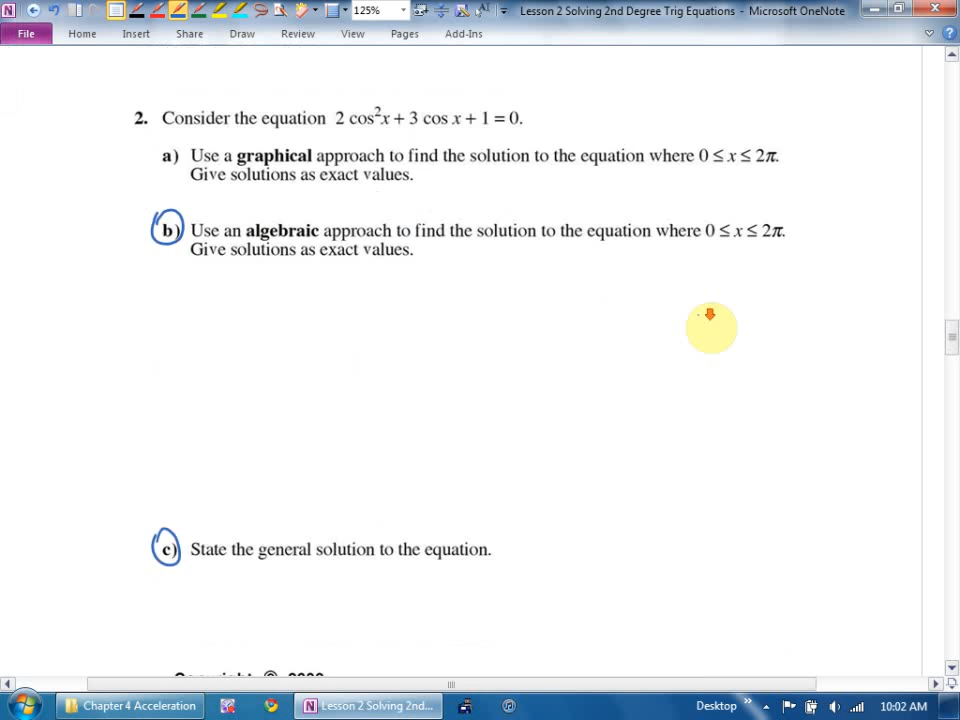 125%
Lesson 2 Solving 2nd Degree Trig Equations - Microsoft OneNote
File Home Insert Share Draw Review View Pages Add-Ins
2. Consider the equation 2 cos²x + 3 cos x + 1 = 0.
a) Use a graphical approach to find the solution to the equation where 0 ≤ x ≤ 2π.
Give solutions as exact values.
b) Use an algebraic approach to find the solution to the equation where 0 ≤ x ≤ 2π.
Give solutions as exact values.
c) State the general solution to the equation.
Chapter 4 Acceleration Lesson 2 Solving 2nd... Desktop 10:02 AM